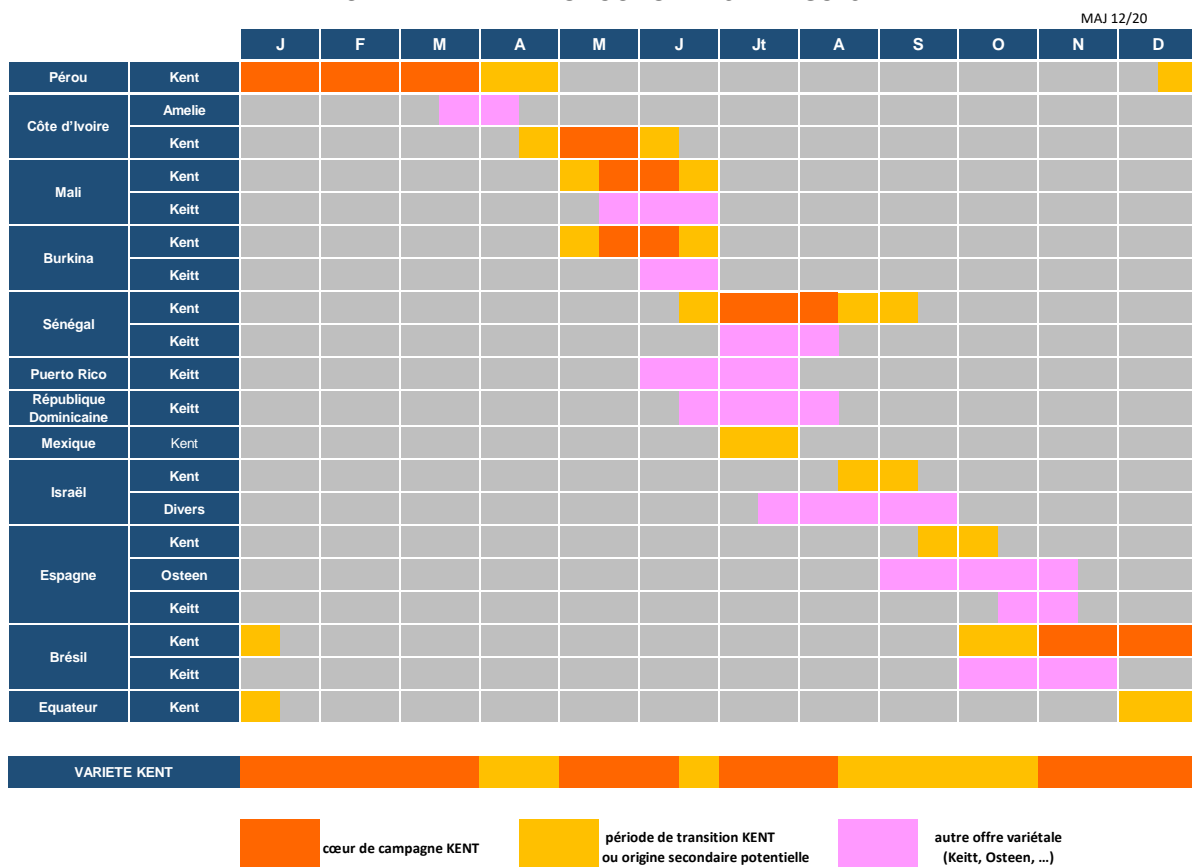 MAJ 12/20
J F M A M J Jt A S O N D
Pérou Kent
Côte d'Ivoire Amelie
Kent
Mali Kent
Keitt
Burkina Kent
Keitt
Sénégal Kent
Keitt
Puerto Rico Keitt
République
Dominicaine Keitt
Mexique Kent
Israël Kent
Divers
Espagne Kent
Osteen
Keitt
Brésil Kent
Keitt
Equateur Kent
VARIETE KENT
cœur de campagne KENT
période de transition KENT
ou origine secondaire potentielle
autre offre variétale
(Keitt, Osteen, ...)